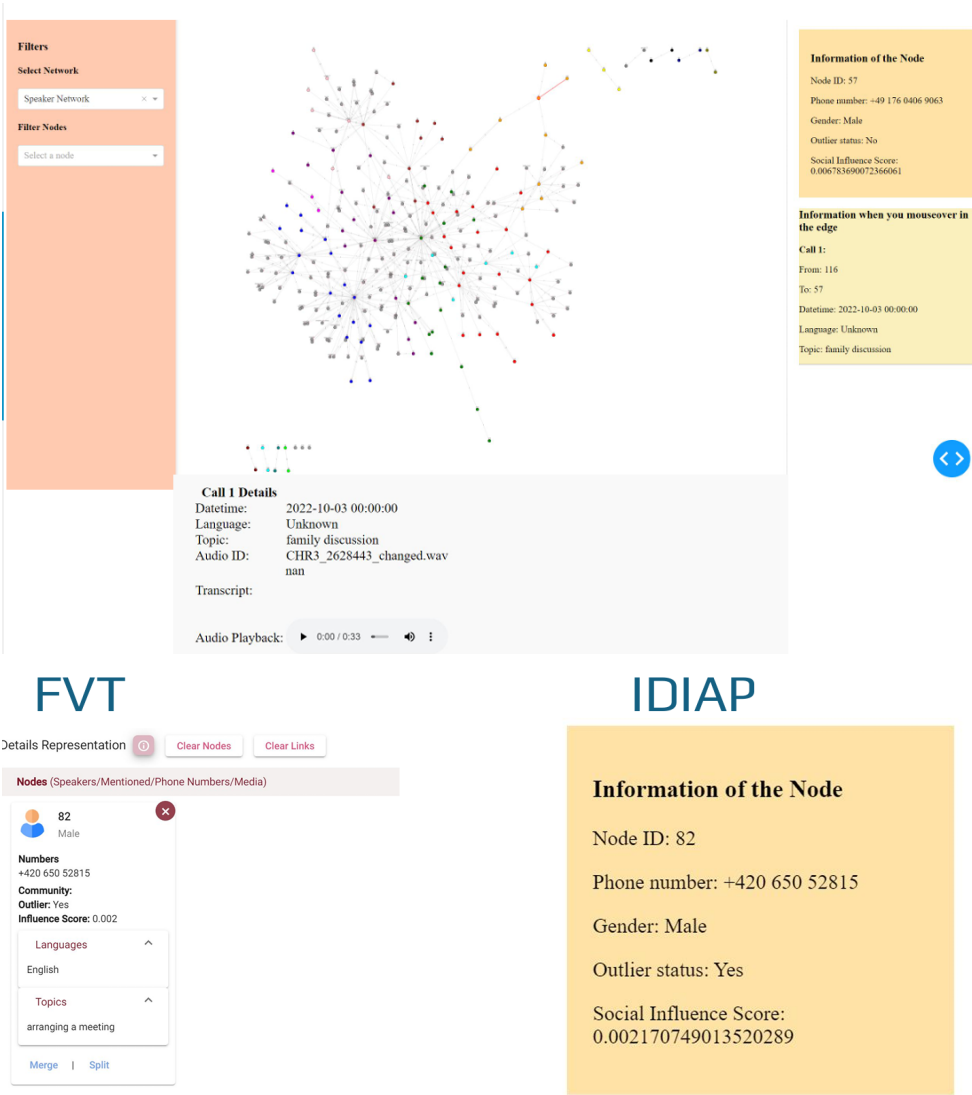 Filters
Select Network
Speaker Network
Filter Nodes
Select a node
Information of the Node
Node ID: 57
Phone number: +49 176 0406 9063
Gender: Male
Outlier status: No
Social Influence Score:
0.006783690072366061
Information when you mouseover in
the edge
Call 1:
From: 116
To: 57
Datetime: 2022-10-03 00:00:00
Language: Unknown
Topic: family discussion
Call 1 Details
Datetime: 2022-10-03 00:00:00
Language: Unknown
Topic: family discussion
Audio ID: CHR3_2628443_changed.wav
nan
Transcript:
Audio Playback: 0:00 / 0:33
FVT
IDIAP
Details Representation Clear Nodes Clear Links
Nodes (Speakers/Mentioned/Phone Numbers/Media)
82
Male
Numbers
+420 650 52815
Community:
Outlier: Yes
Influence Score: 0.002
Languages
English
Topics
arranging a meeting
Merge | Split
Information of the Node
Node ID: 82
Phone number: +420 650 52815
Gender: Male
Outlier status: Yes
Social Influence Score:
0.002170749013520289